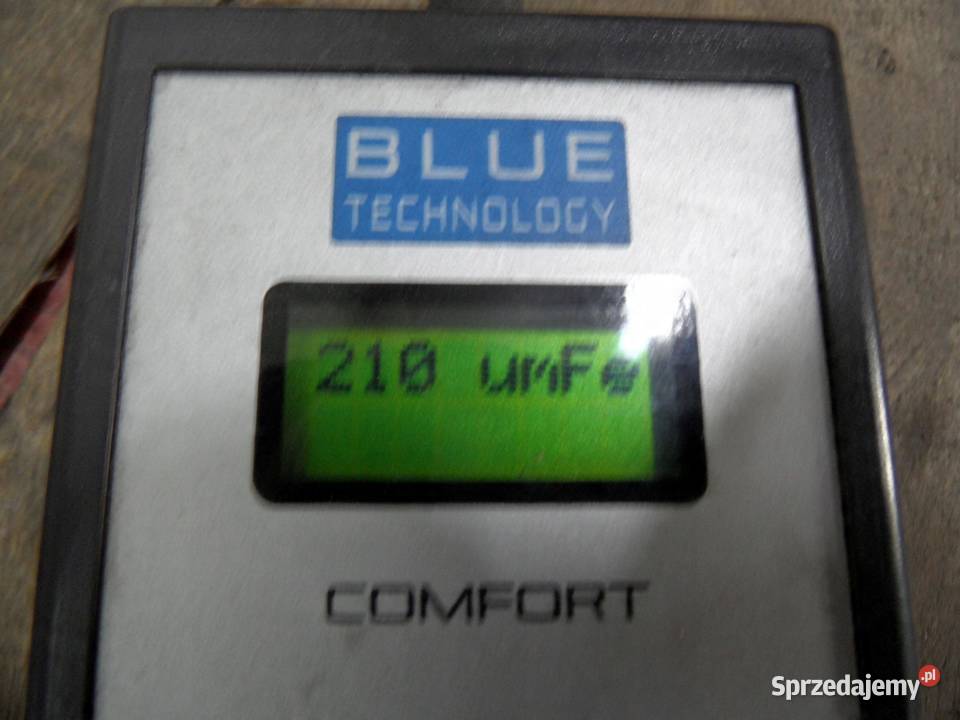 BLUE
TECHNOLOGY
210 umFe
COMFORT
Sprzedajemy.pl